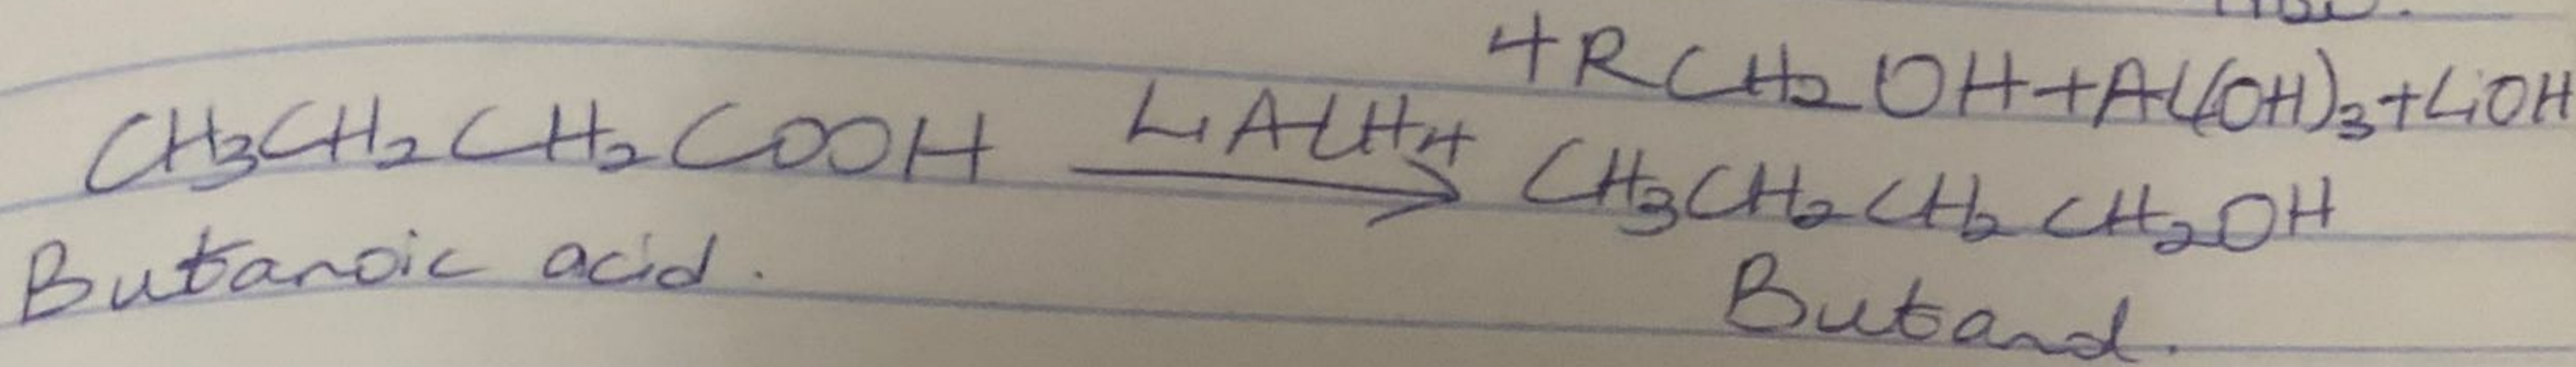 4RCH₂OH+Al(OH)₃+LiOH
CH₃CH₂CH₂COOH LiAlH₄ → CH₃CH₂CH₂CH₂OH
Butanoic acid.
Butanol.